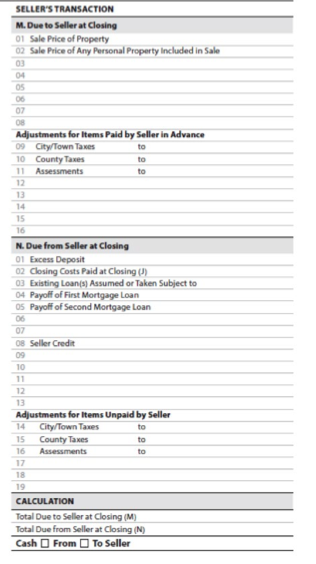 SELLER'S TRANSACTION
M. Due to Seller at Closing
01 Sale Price of Property
02 Sale Price of Any Personal Property Included in Sale
03
04
05
06
07
08
Adjustments for Items Paid by Seller in Advance
09 City/Town Taxes to
10 County Taxes to
11 Assessments to
12
13
14
15
16
N. Due from Seller at Closing
01 Excess Deposit
02 Closing Costs Paid at Closing (J)
03 Existing Loan(s) Assumed or Taken Subject to
04 Payoff of First Mortgage Loan
05 Payoff of Second Mortgage Loan
06
07
08 Seller Credit
09
10
11
12
13
Adjustments for Items Unpaid by Seller
14 City/Town Taxes to
15 County Taxes to
16 Assessments to
17
18
19
CALCULATION
Total Due to Seller at Closing (M)
Total Due from Seller at Closing (N)
Cash ☐ From ☐ To Seller